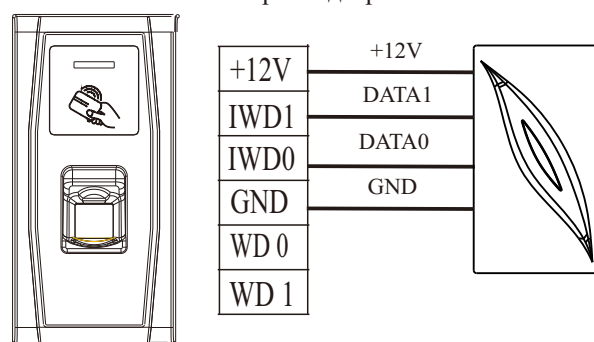 +12V
IWD1
IWD0
GND
WD 0
WD 1
+12V
DATA1
DATA0
GND